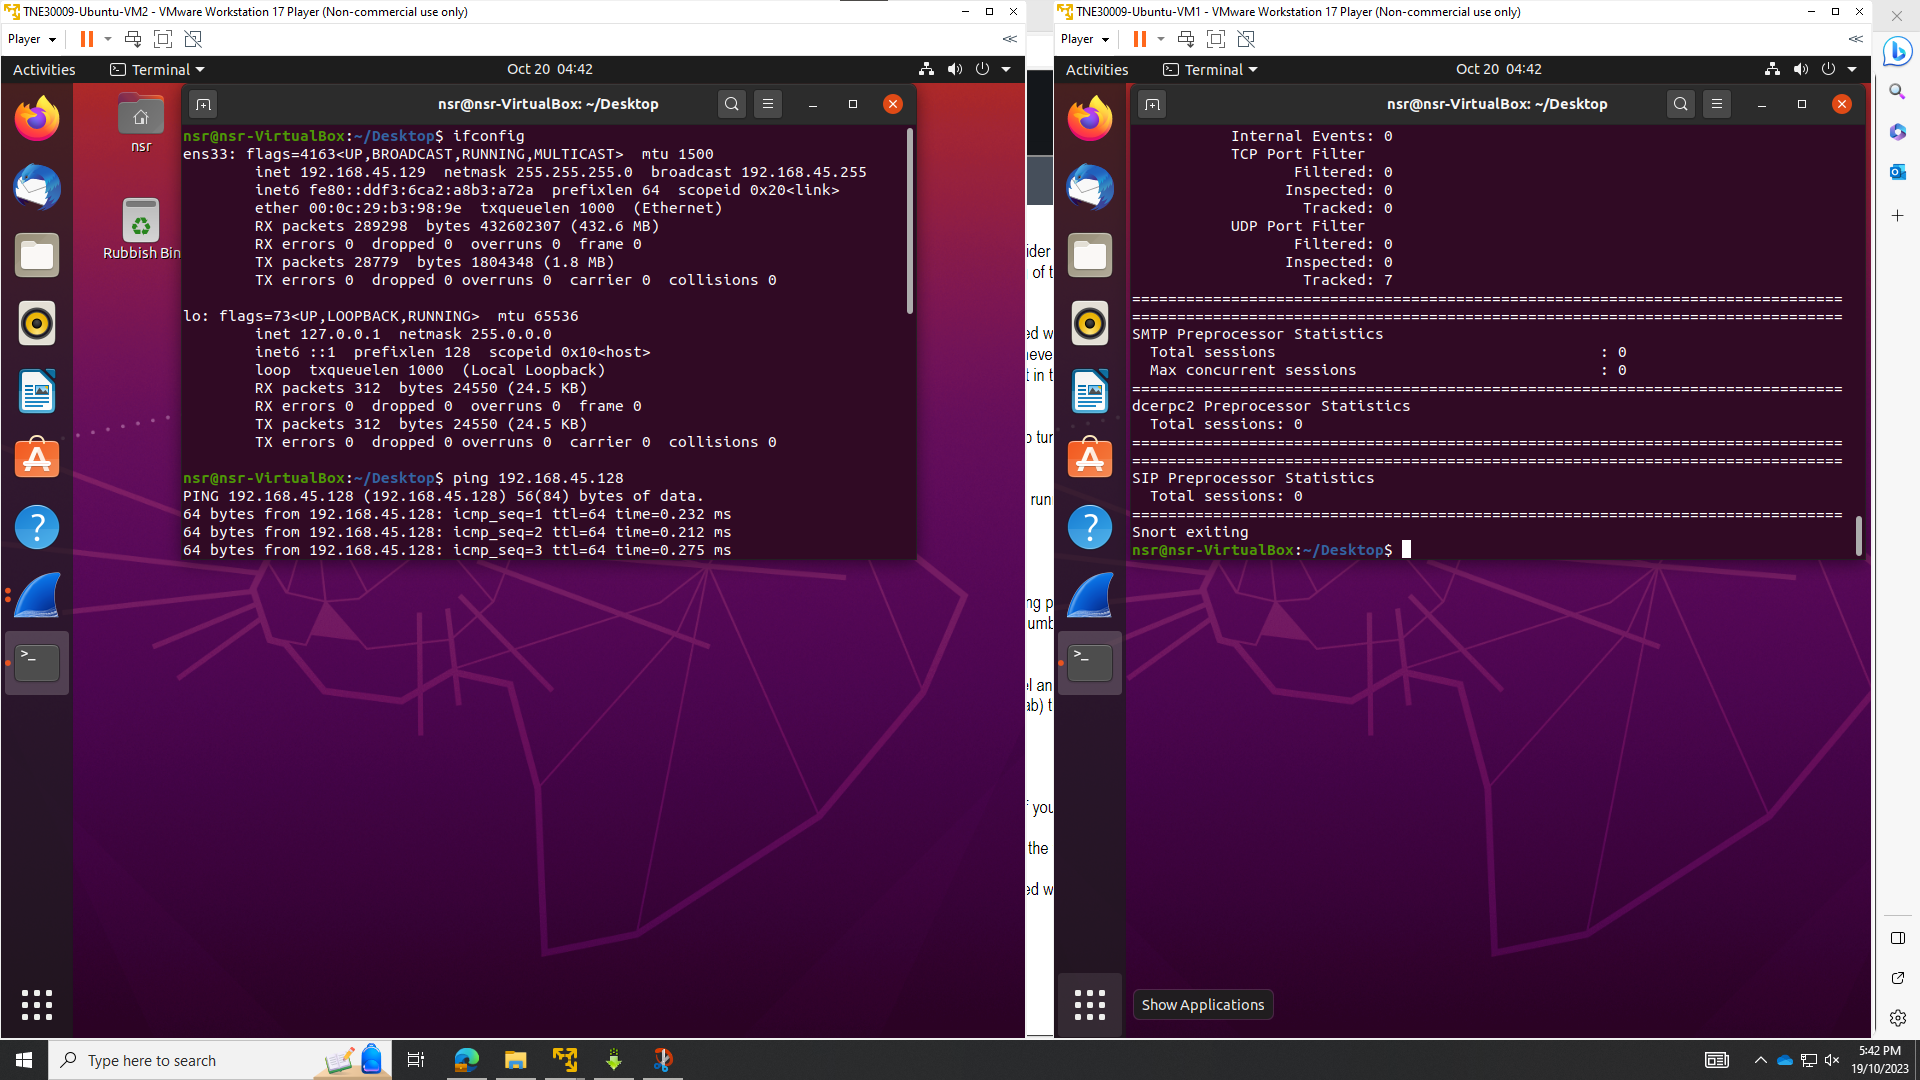 TNE30009-Ubuntu-VM2 - VMware Workstation 17 Player (Non-commercial use only)
Player
Activities
Terminal
Oct 20 04:42
nsr
Rubbish Bin
nsr@nsr-VirtualBox: ~/Desktop
nsr@nsr-VirtualBox:~/Desktop$ ifconfig
ens33: flags=4163<UP,BROADCAST,RUNNING,MULTICAST>  mtu 1500
inet 192.168.45.129  netmask 255.255.255.0  broadcast 192.168.45.255
inet6 fe80::ddf3:6ca2:a8b3:a72a  prefixlen 64  scopeid 0x20<link>
ether 00:0c:29:b3:98:9e  txqueuelen 1000  (Ethernet)
RX packets 289298  bytes 432602307 (432.6 MB)
RX errors 0  dropped 0  overruns 0  frame 0
TX packets 28779  bytes 1804348 (1.8 MB)
TX errors 0  dropped 0 overruns 0  carrier 0  collisions 0
lo: flags=73<UP,LOOPBACK,RUNNING>  mtu 65536
inet 127.0.0.1  netmask 255.0.0.0
inet6 ::1  prefixlen 128  scopeid 0x10<host>
loop  txqueuelen 1000  (Local Loopback)
RX packets 312  bytes 24550 (24.5 KB)
RX errors 0  dropped 0  overruns 0  frame 0
TX packets 312  bytes 24550 (24.5 KB)
TX errors 0  dropped 0 overruns 0  carrier 0  collisions 0
nsr@nsr-VirtualBox:~/Desktop$ ping 192.168.45.128
PING 192.168.45.128 (192.168.45.128) 56(84) bytes of data.
64 bytes from 192.168.45.128: icmp_seq=1 ttl=64 time=0.232 ms
64 bytes from 192.168.45.128: icmp_seq=2 ttl=64 time=0.212 ms
64 bytes from 192.168.45.128: icmp_seq=3 ttl=64 time=0.275 ms
TNE30009-Ubuntu-VM1 - VMware Workstation 17 Player (Non-commercial use only)
Player
Activities
Terminal
Oct 20 04:42
nsr@nsr-VirtualBox: ~/Desktop
Internal Events: 0
TCP Port Filter
Filtered: 0
Inspected: 0
Tracked: 0
UDP Port Filter
Filtered: 0
Inspected: 0
Tracked: 7
===============================================================================
===============================================================================
SMTP Preprocessor Statistics
Total sessions : 0
Max concurrent sessions : 0
===============================================================================
dcerpc2 Preprocessor Statistics
Total sessions: 0
===============================================================================
===============================================================================
SIP Preprocessor Statistics
Total sessions: 0
===============================================================================
Snort exiting
nsr@nsr-VirtualBox:~/Desktop$
Show Applications
Type here to search
5:42 PM
19/10/2023